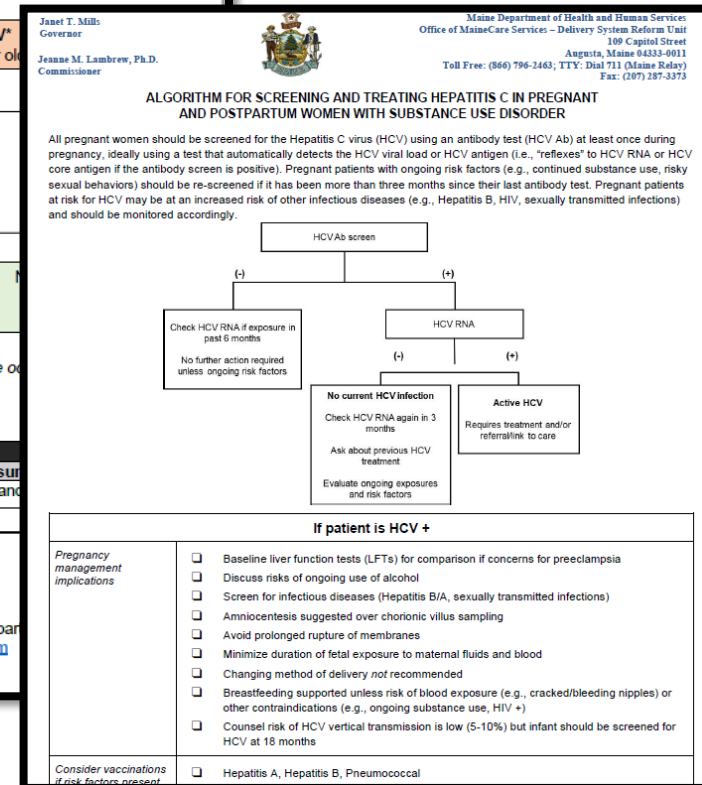 Janet T. Mills
Governor
Jeanne M. Lambrew, Ph.D.
Commissioner
Maine Department of Health and Human Services
Office of MaineCare Services – Delivery System Reform Unit
109 Capitol Street
Augusta, Maine 04333-0011
Toll Free: (866) 796-2463; TTY: Dial 711 (Maine Relay)
Fax: (207) 287-3373
ALGORITHM FOR SCREENING AND TREATING HEPATITIS C IN PREGNANT
AND POSTPARTUM WOMEN WITH SUBSTANCE USE DISORDER
All pregnant women should be screened for the Hepatitis C virus (HCV) using an antibody test (HCV Ab) at least once during
pregnancy, ideally using a test that automatically detects the HCV viral load or HCV antigen (i.e., “reflexes” to HCV RNA or HCV
core antigen if the antibody screen is positive). Pregnant patients with ongoing risk factors (e.g., continued substance use, risky
sexual behaviors) should be re-screened if it has been more than three months since their last antibody test. Pregnant patients
at risk for HCV may be at an increased risk of other infectious diseases (e.g., Hepatitis B, HIV, sexually transmitted infections)
and should be monitored accordingly.
HCV Ab screen
(-)
(+)
Check HCV RNA if exposure in
past 6 months
No further action required
unless ongoing risk factors
HCV RNA
(-)
(+)
No current HCV infection
Check HCV RNA again in 3
months
Ask about previous HCV
treatment
Evaluate ongoing exposures
and risk factors
Active HCV
Requires treatment and/or
referral/link to care
If patient is HCV +
Pregnancy
management
implications
Baseline liver function tests (LFTs) for comparison if concerns for preeclampsia
Discuss risks of ongoing use of alcohol
Screen for infectious diseases (Hepatitis B/A, sexually transmitted infections)
Amniocentesis suggested over chorionic villus sampling
Avoid prolonged rupture of membranes
Minimize duration of fetal exposure to maternal fluids and blood
Changing method of delivery not recommended
Breastfeeding supported unless risk of blood exposure (e.g., cracked/bleeding nipples) or
other contraindications (e.g., ongoing substance use, HIV +)
Counsel risk of HCV vertical transmission is low (5-10%) but infant should be screened for
HCV at 18 months
Consider vaccinations
if risk factors present
Hepatitis A, Hepatitis B, Pneumococcal